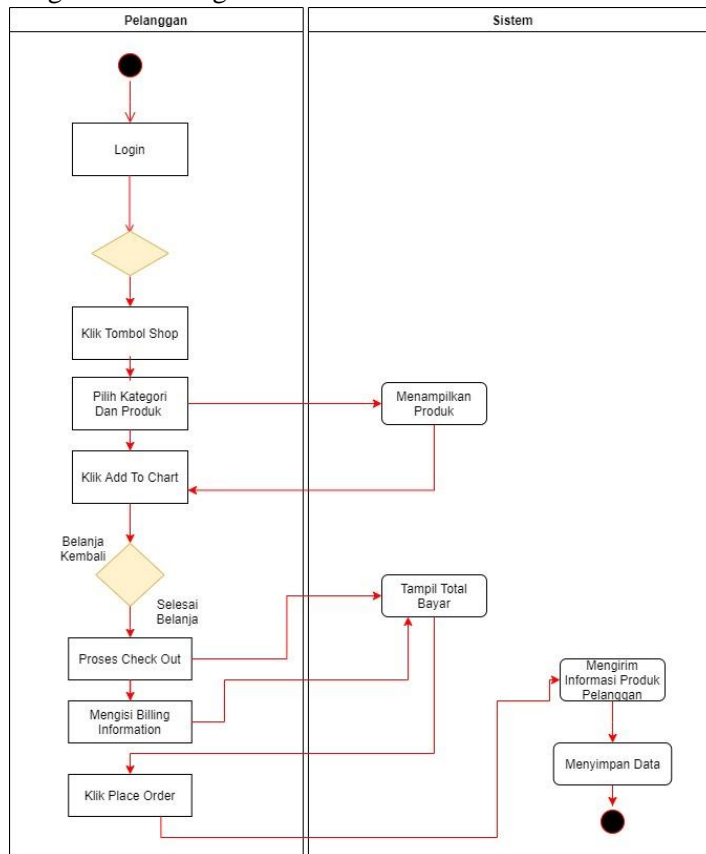 Pelanggan
Sistem
Login
Klik Tombol Shop
Pilih Kategori
Dan Produk
Menampilkan
Produk
Klik Add To Chart
Belanja
Kembali
Selesai
Belanja
Tampil Total
Bayar
Proses Check Out
Mengirim
Informasi Produk
Pelanggan
Mengisi Billing
Information
Menyimpan Data
Klik Place Order